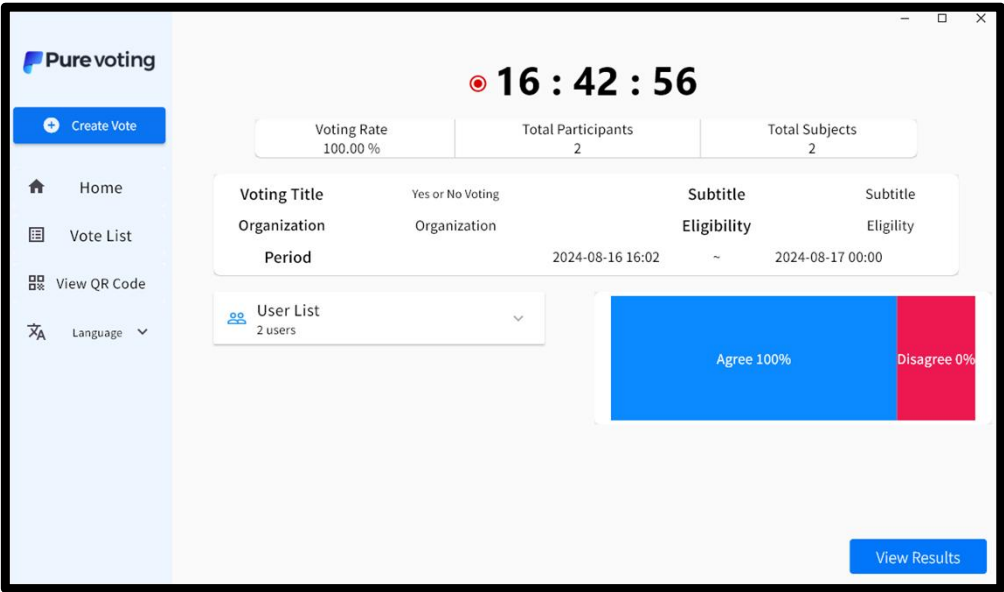 Pure voting
16 : 42 : 56
Create Vote
Voting Rate Total Participants Total Subjects
100.00 % 2 2
Home
Voting Title Yes or No Voting Subtitle Subtitle
Vote List
Organization Organization Eligibility Eligility
Period 2024-08-16 16:02 ~ 2024-08-17 00:00
View QR Code
User List
2 users
Language
Agree 100% Disagree 0%
View Results